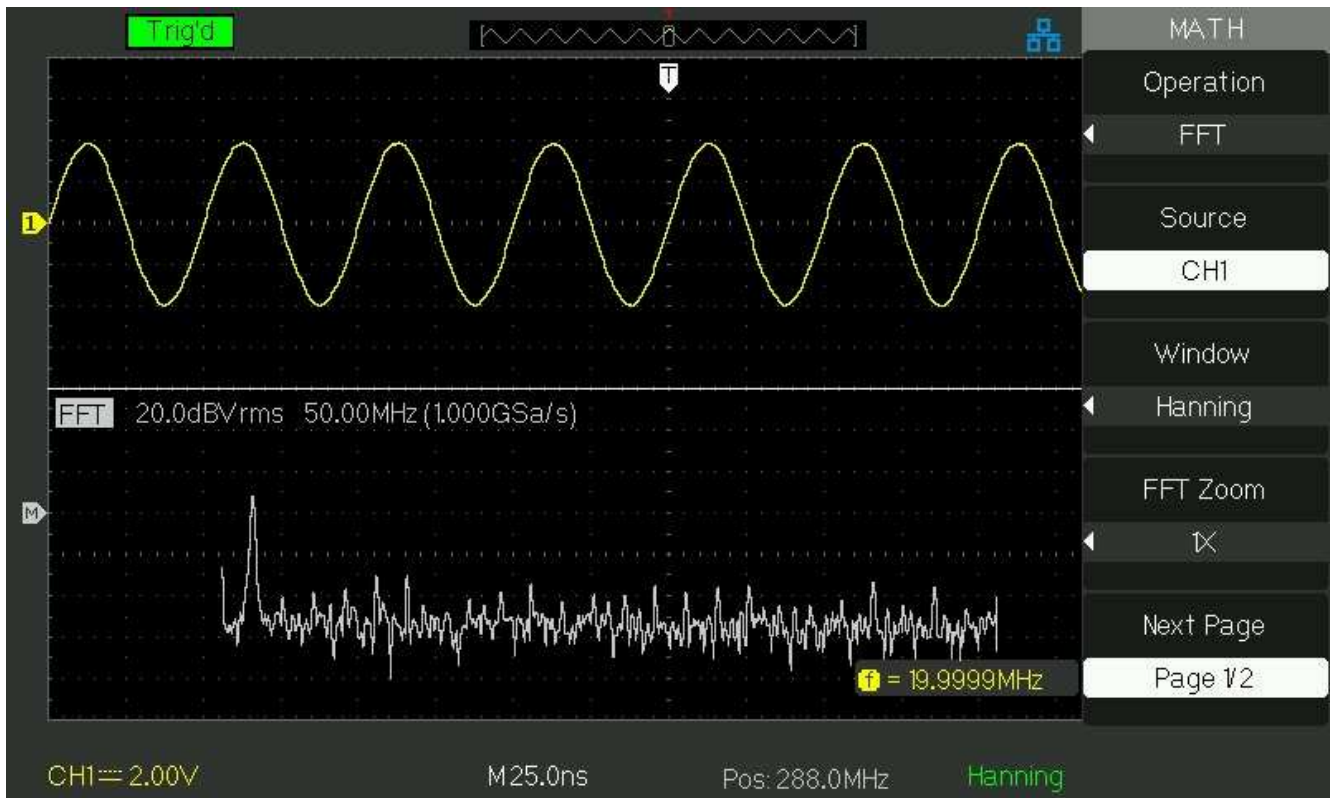 Trig'd
T
MATH
Operation
FFT
Source
CH1
Window
Hanning
FFT Zoom
1X
Next Page
Page 1/2
1
FFT 20.0dBVrms 50.00MHz (1.000GSa/s)
M
f = 19.9999MHz
CH1 2.00V M 25.0ns Pos: 288.0MHz Hanning